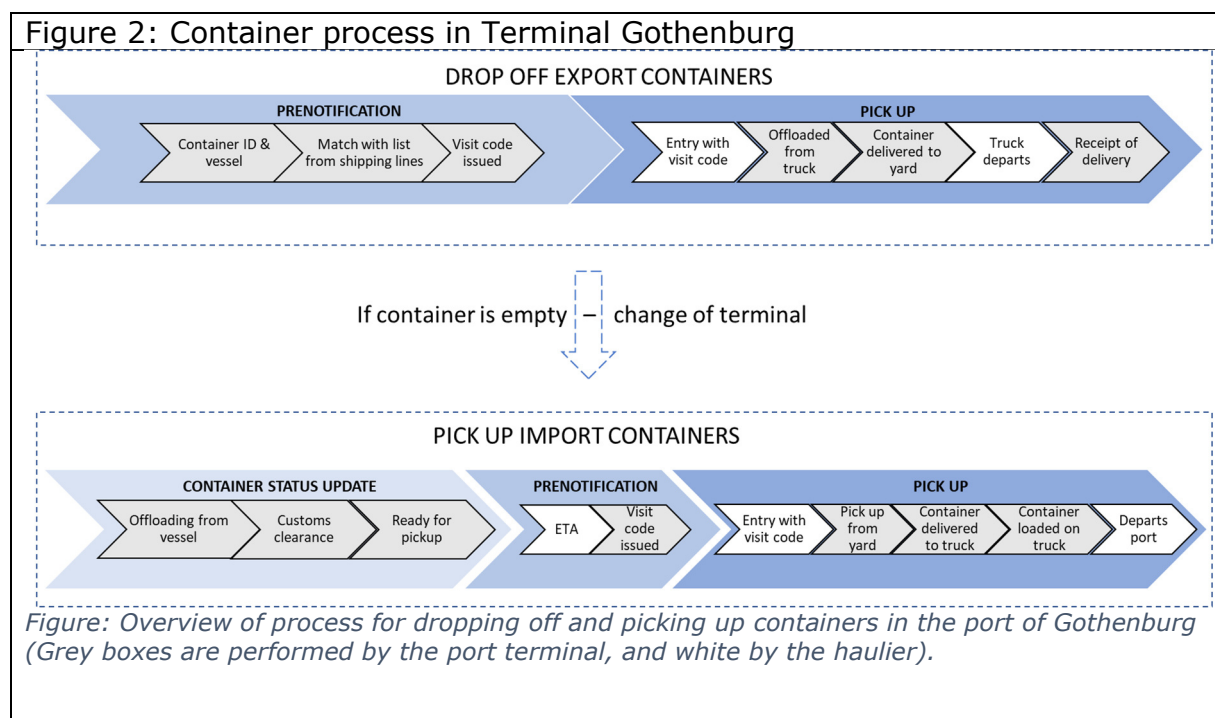 Figure 2: Container process in Terminal Gothenburg
DROP OFF EXPORT CONTAINERS
PRENOTIFICATION
Container ID &
vessel
Match with list
from shipping lines
Visit code
issued
PICK UP
Entry with
visit code
Offloaded
from
truck
Container
delivered to
yard
Truck
departs
Receipt of
delivery
If container is empty – change of terminal
PICK UP IMPORT CONTAINERS
CONTAINER STATUS UPDATE
Offloading from
vessel
Customs
clearance
Ready for
pickup
PRENOTIFICATION
ETA
Visit
code
issued
PICK UP
Entry with
visit code
Pick up
from
yard
Container
delivered
to truck
Container
loaded on
truck
Departs
port
Figure: Overview of process for dropping off and picking up containers in the port of Gothenburg
(Grey boxes are performed by the port terminal, and white by the haulier).